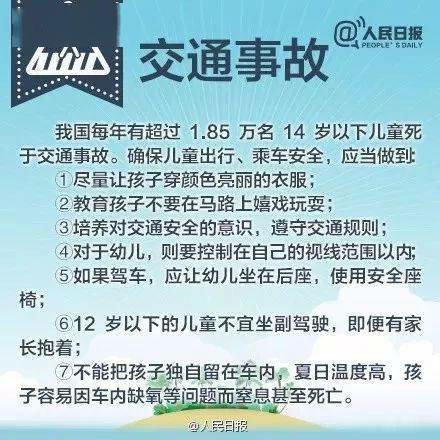 @人民日报
PEOPLE'S DAILY
交通事故
我国每年有超过 1.85 万名 14 岁以下儿童死
于交通事故。确保儿童出行、乘车安全，应当做到：
①尽量让孩子穿颜色亮丽的衣服；
②教育孩子不要在马路上嬉戏玩耍；
③培养对交通安全的意识，遵守交通规则；
④对于幼儿，则要控制在自己的视线范围以内；
⑤如果驾车，应让幼儿坐在后座，使用安全座
椅；
⑥12 岁以下的儿童不宜坐副驾驶，即便有家
长抱着；
⑦不能把孩子独自留在车内，夏日温度高，孩
子容易因车内缺氧等问题而窒息甚至死亡。
@人民日报